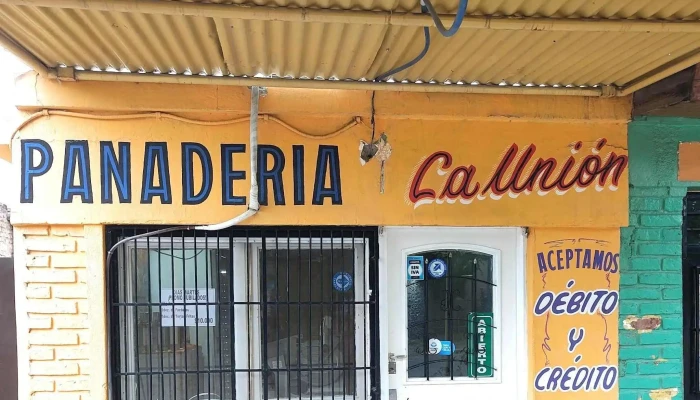 PANADERIA
La Unión
ACEPTAMOS
DÉBITO
Y
CRÉDITO
ABIERTO